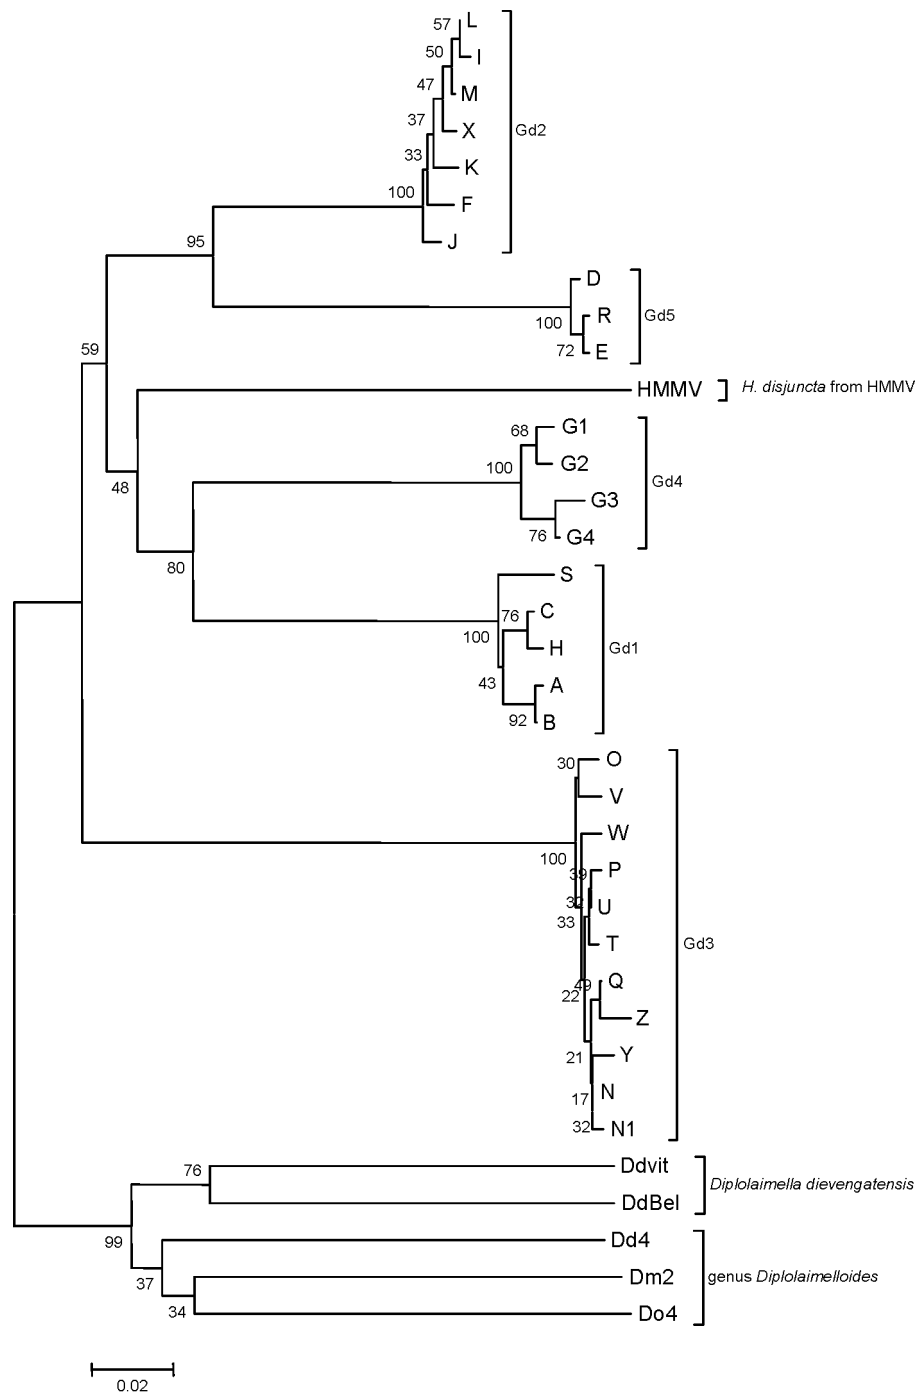 57
L
50
I
47
M
37
X
Gd2
33
K
100
F
J
95
D
R
Gd5
100
72
E
59
HMMV
H. disjuncta from HMMV
68
G1
G2
100
Gd4
48
G3
76
G4
80
S
76
C
100
H
Gd1
43
A
92
B
30
O
V
W
100
39
P
32
U
33
T
Gd3
49
Q
22
Z
21
Y
17
N
32
N1
76
Ddvit
Diplolaimella dievengatensis
DdBel
99
Dd4
37
Dm2
genus Diplolaimelloides
34
Do4
0.02